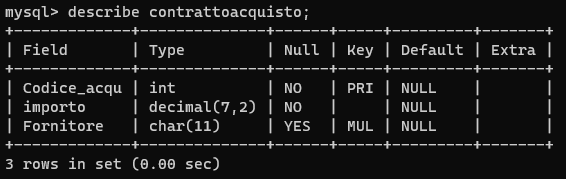 mysql> describe contrattoacquisto;
+-------------+--------------+------+-----+---------+-------+
| Field       | Type         | Null | Key | Default | Extra |
+-------------+--------------+------+-----+---------+-------+
| Codice_acqu | int          | NO   | PRI | NULL    |       |
| importo     | decimal(7,2) | NO   |     | NULL    |       |
| Fornitore   | char(11)     | YES  | MUL | NULL    |       |
+-------------+--------------+------+-----+---------+-------+
3 rows in set (0.00 sec)